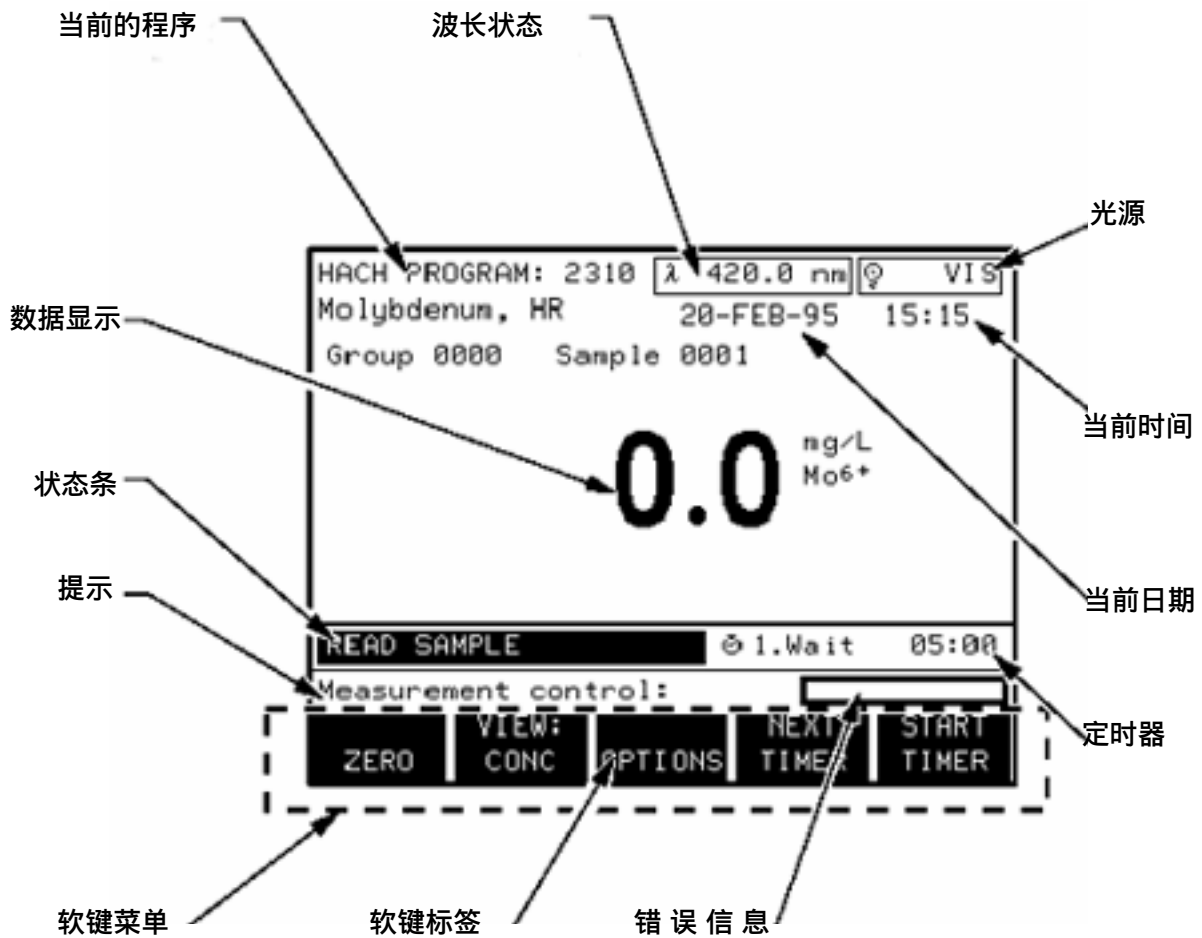 当前的程序
波长状态
光源
HACH PROGRAM: 2310
λ 420.0 nm
VIS
Molybdenum, HR
20-FEB-95
15:15
数据显示
Group 0000 Sample 0001
当前时间
0.0
mg/L
Mo6+
状态条
提示
当前日期
READ SAMPLE
1.Wait 05:00
Measurement control:
定时器
ZERO
VIEW:
CONC
OPTIONS
NEXT
TIMER
START
TIMER
软键菜单
软键标签
错误信息